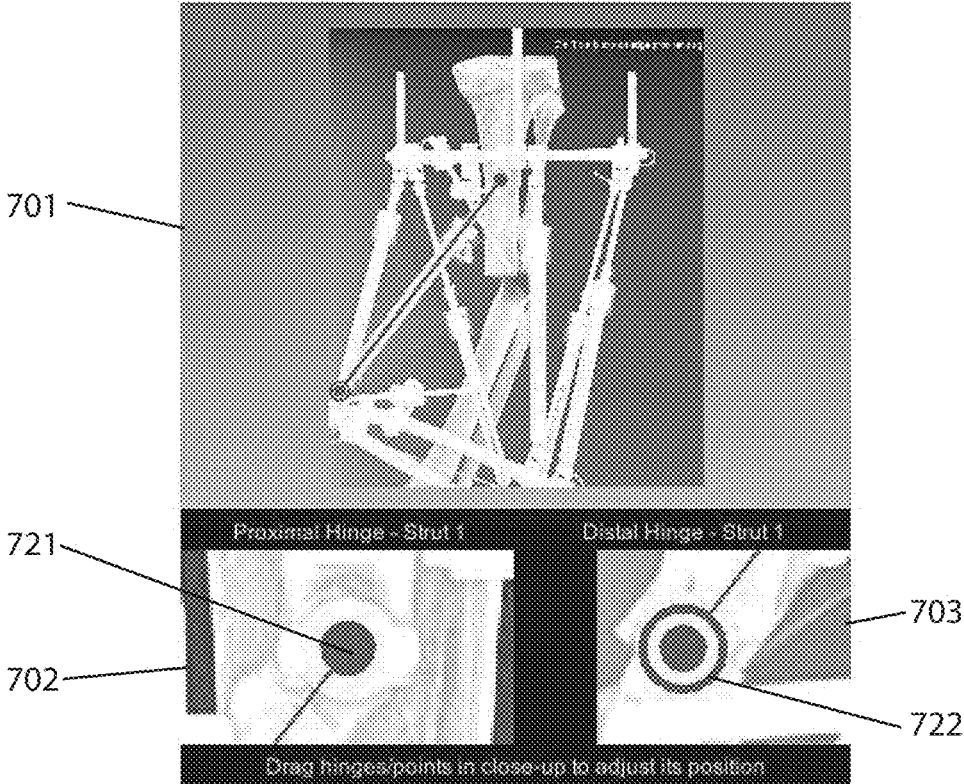 701
Proximal Hinge - Strut 1
Distal Hinge - Strut 1
721
703
702
722
Drag hinges/points in close-up to adjust its position